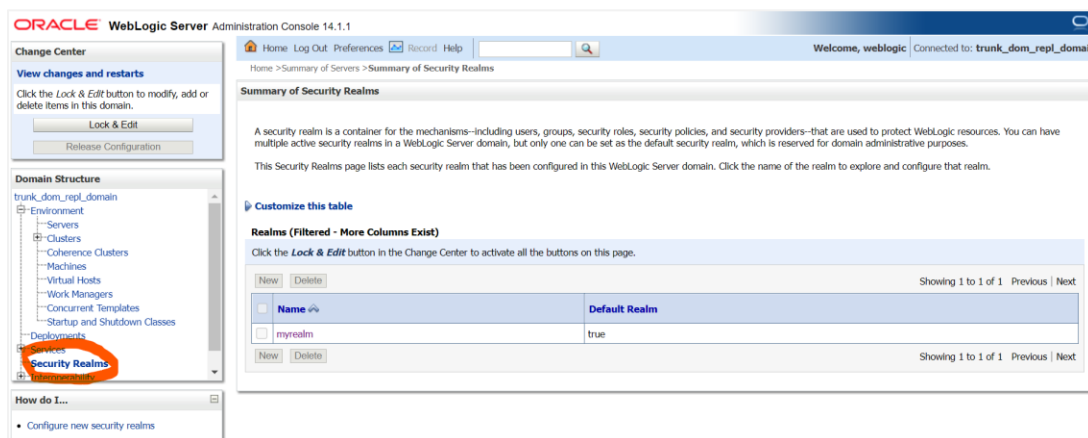 ORACLE WebLogic Server Administration Console 14.1.1
Change Center
View changes and restarts
Click the Lock & Edit button to modify, add or
delete items in this domain.
Lock & Edit
Release Configuration
Domain Structure
trunk_dom_repl_domain
Environment
Servers
Clusters
Coherence Clusters
Machines
Virtual Hosts
Work Managers
Concurrent Templates
Startup and Shutdown Classes
Deployments
Services
Security Realms
Interoperability
How do I...
Configure new security realms
Home Log Out Preferences Record Help
Welcome, weblogic Connected to: trunk_dom_repl_domai
Home >Summary of Servers >Summary of Security Realms
Summary of Security Realms
A security realm is a container for the mechanisms--including users, groups, security roles, security policies, and security providers--that are used to protect WebLogic resources. You can have
multiple active security realms in a WebLogic Server domain, but only one can be set as the default security realm, which is reserved for domain administrative purposes.
This Security Realms page lists each security realm that has been configured in this WebLogic Server domain. Click the name of the realm to explore and configure that realm.
Customize this table
Realms (Filtered - More Columns Exist)
Click the Lock & Edit button in the Change Center to activate all the buttons on this page.
New Delete Showing 1 to 1 of 1 Previous | Next
Name Default Realm
myrealm true
New Delete Showing 1 to 1 of 1 Previous | Next